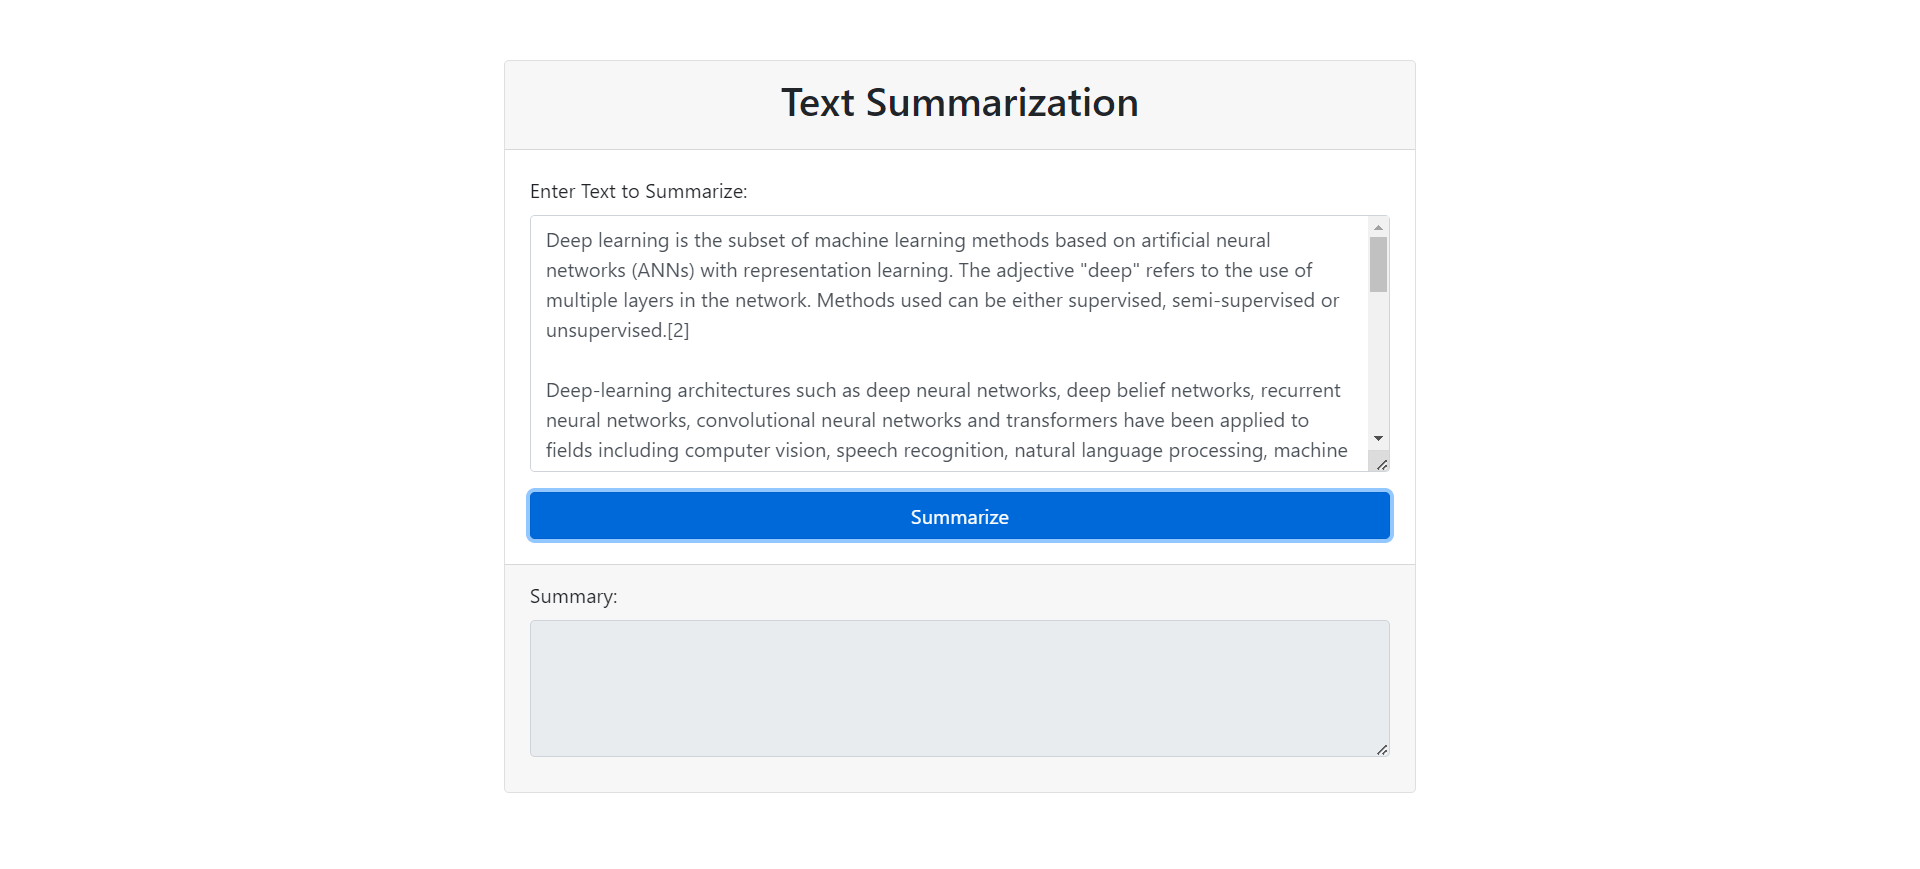 Text Summarization
Enter Text to Summarize:
Deep learning is the subset of machine learning methods based on artificial neural
networks (ANNs) with representation learning. The adjective "deep" refers to the use of
multiple layers in the network. Methods used can be either supervised, semi-supervised or
unsupervised.[2]
Deep-learning architectures such as deep neural networks, deep belief networks, recurrent
neural networks, convolutional neural networks and transformers have been applied to
fields including computer vision, speech recognition, natural language processing, machine
Summarize
Summary: